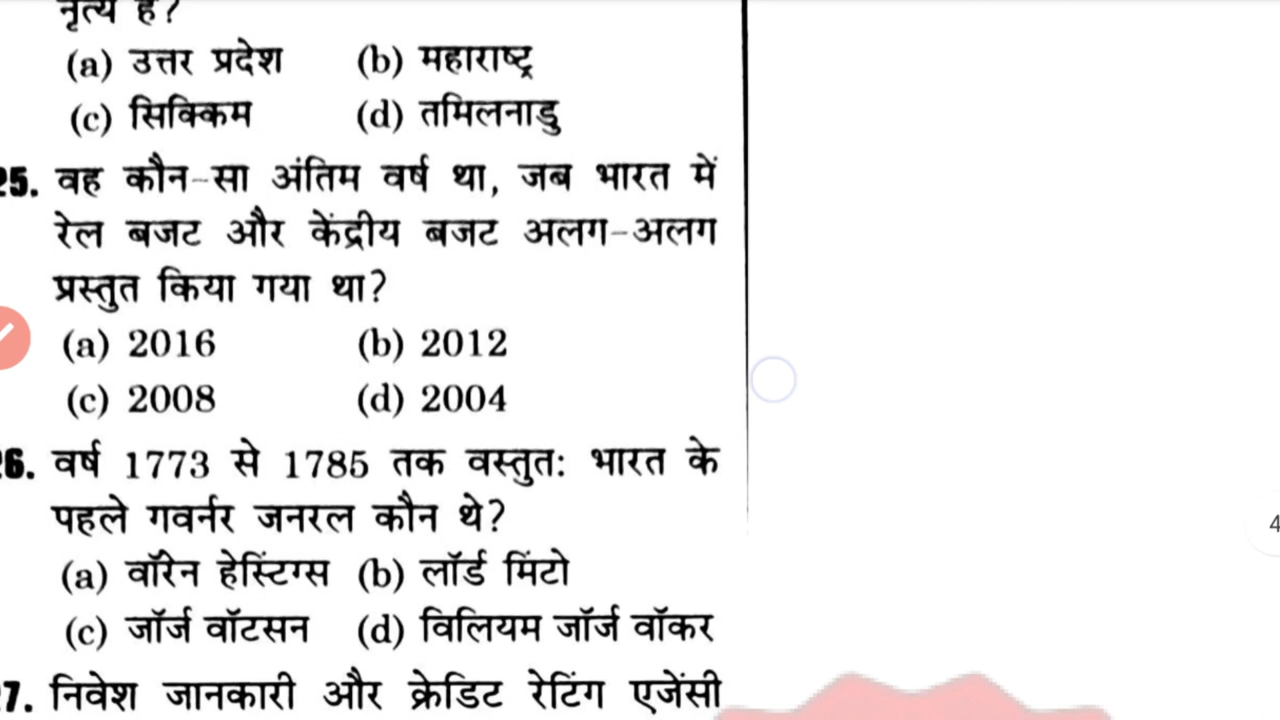 नृत्य है?
(a) उत्तर प्रदेश (b) महाराष्ट्र
(c) सिक्किम (d) तमिलनाडु
25. वह कौन-सा अंतिम वर्ष था, जब भारत में
रेल बजट और केंद्रीय बजट अलग-अलग
प्रस्तुत किया गया था?
(a) 2016 (b) 2012
(c) 2008 (d) 2004
26. वर्ष 1773 से 1785 तक वस्तुत: भारत के
पहले गवर्नर जनरल कौन थे?
(a) वॉरेन हेस्टिंग्स (b) लॉर्ड मिंटो
(c) जॉर्ज वॉटसन (d) विलियम जॉर्ज वॉकर
27. निवेश जानकारी और क्रेडिट रेटिंग एजेंसी
4